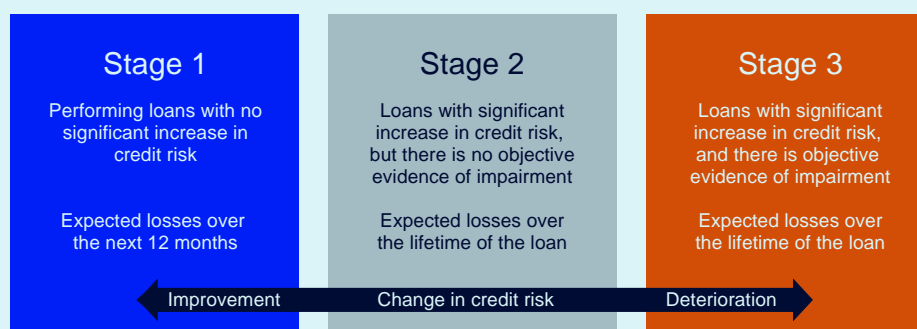 Stage 1
Performing loans with no
significant increase in
credit risk
Expected losses over
the next 12 months
Stage 2
Loans with significant
increase in credit risk,
but there is no objective
evidence of impairment
Expected losses over
the lifetime of the loan
Stage 3
Loans with significant
increase in credit risk,
and there is objective
evidence of impairment
Expected losses over
the lifetime of the loan
Improvement Change in credit risk Deterioration